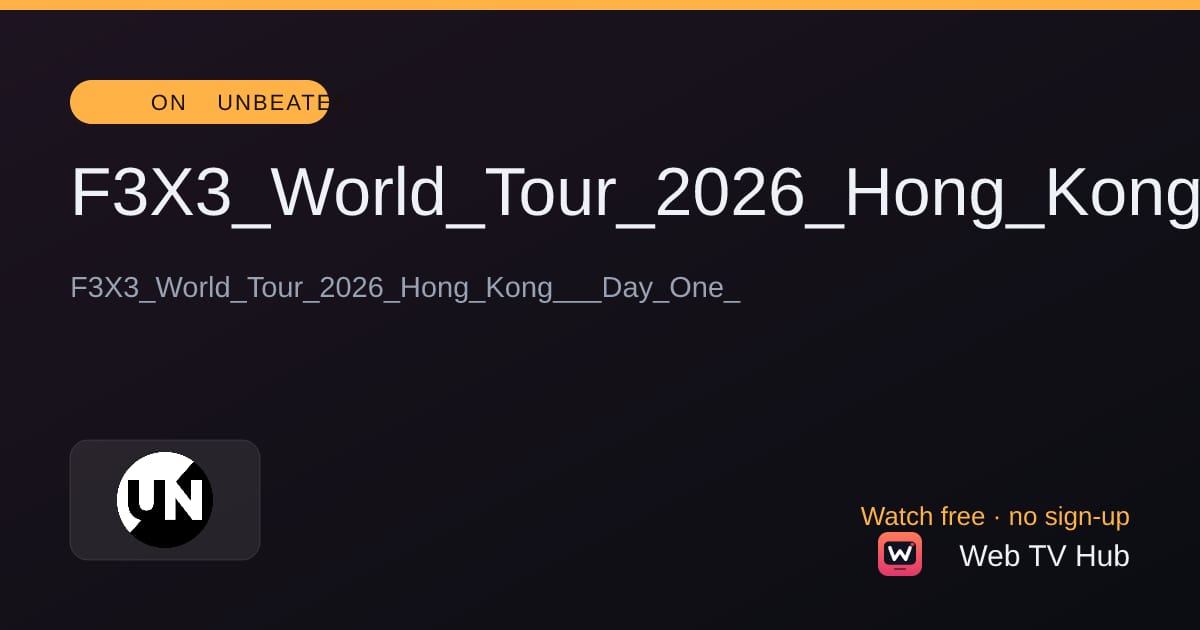 ON UNBEATEN
F3X3_World_Tour_2026_Hong_Kong
F3X3_World_Tour_2026_Hong_Kong___Day_One_
UN
Watch free · no sign-up
W
Web TV Hub